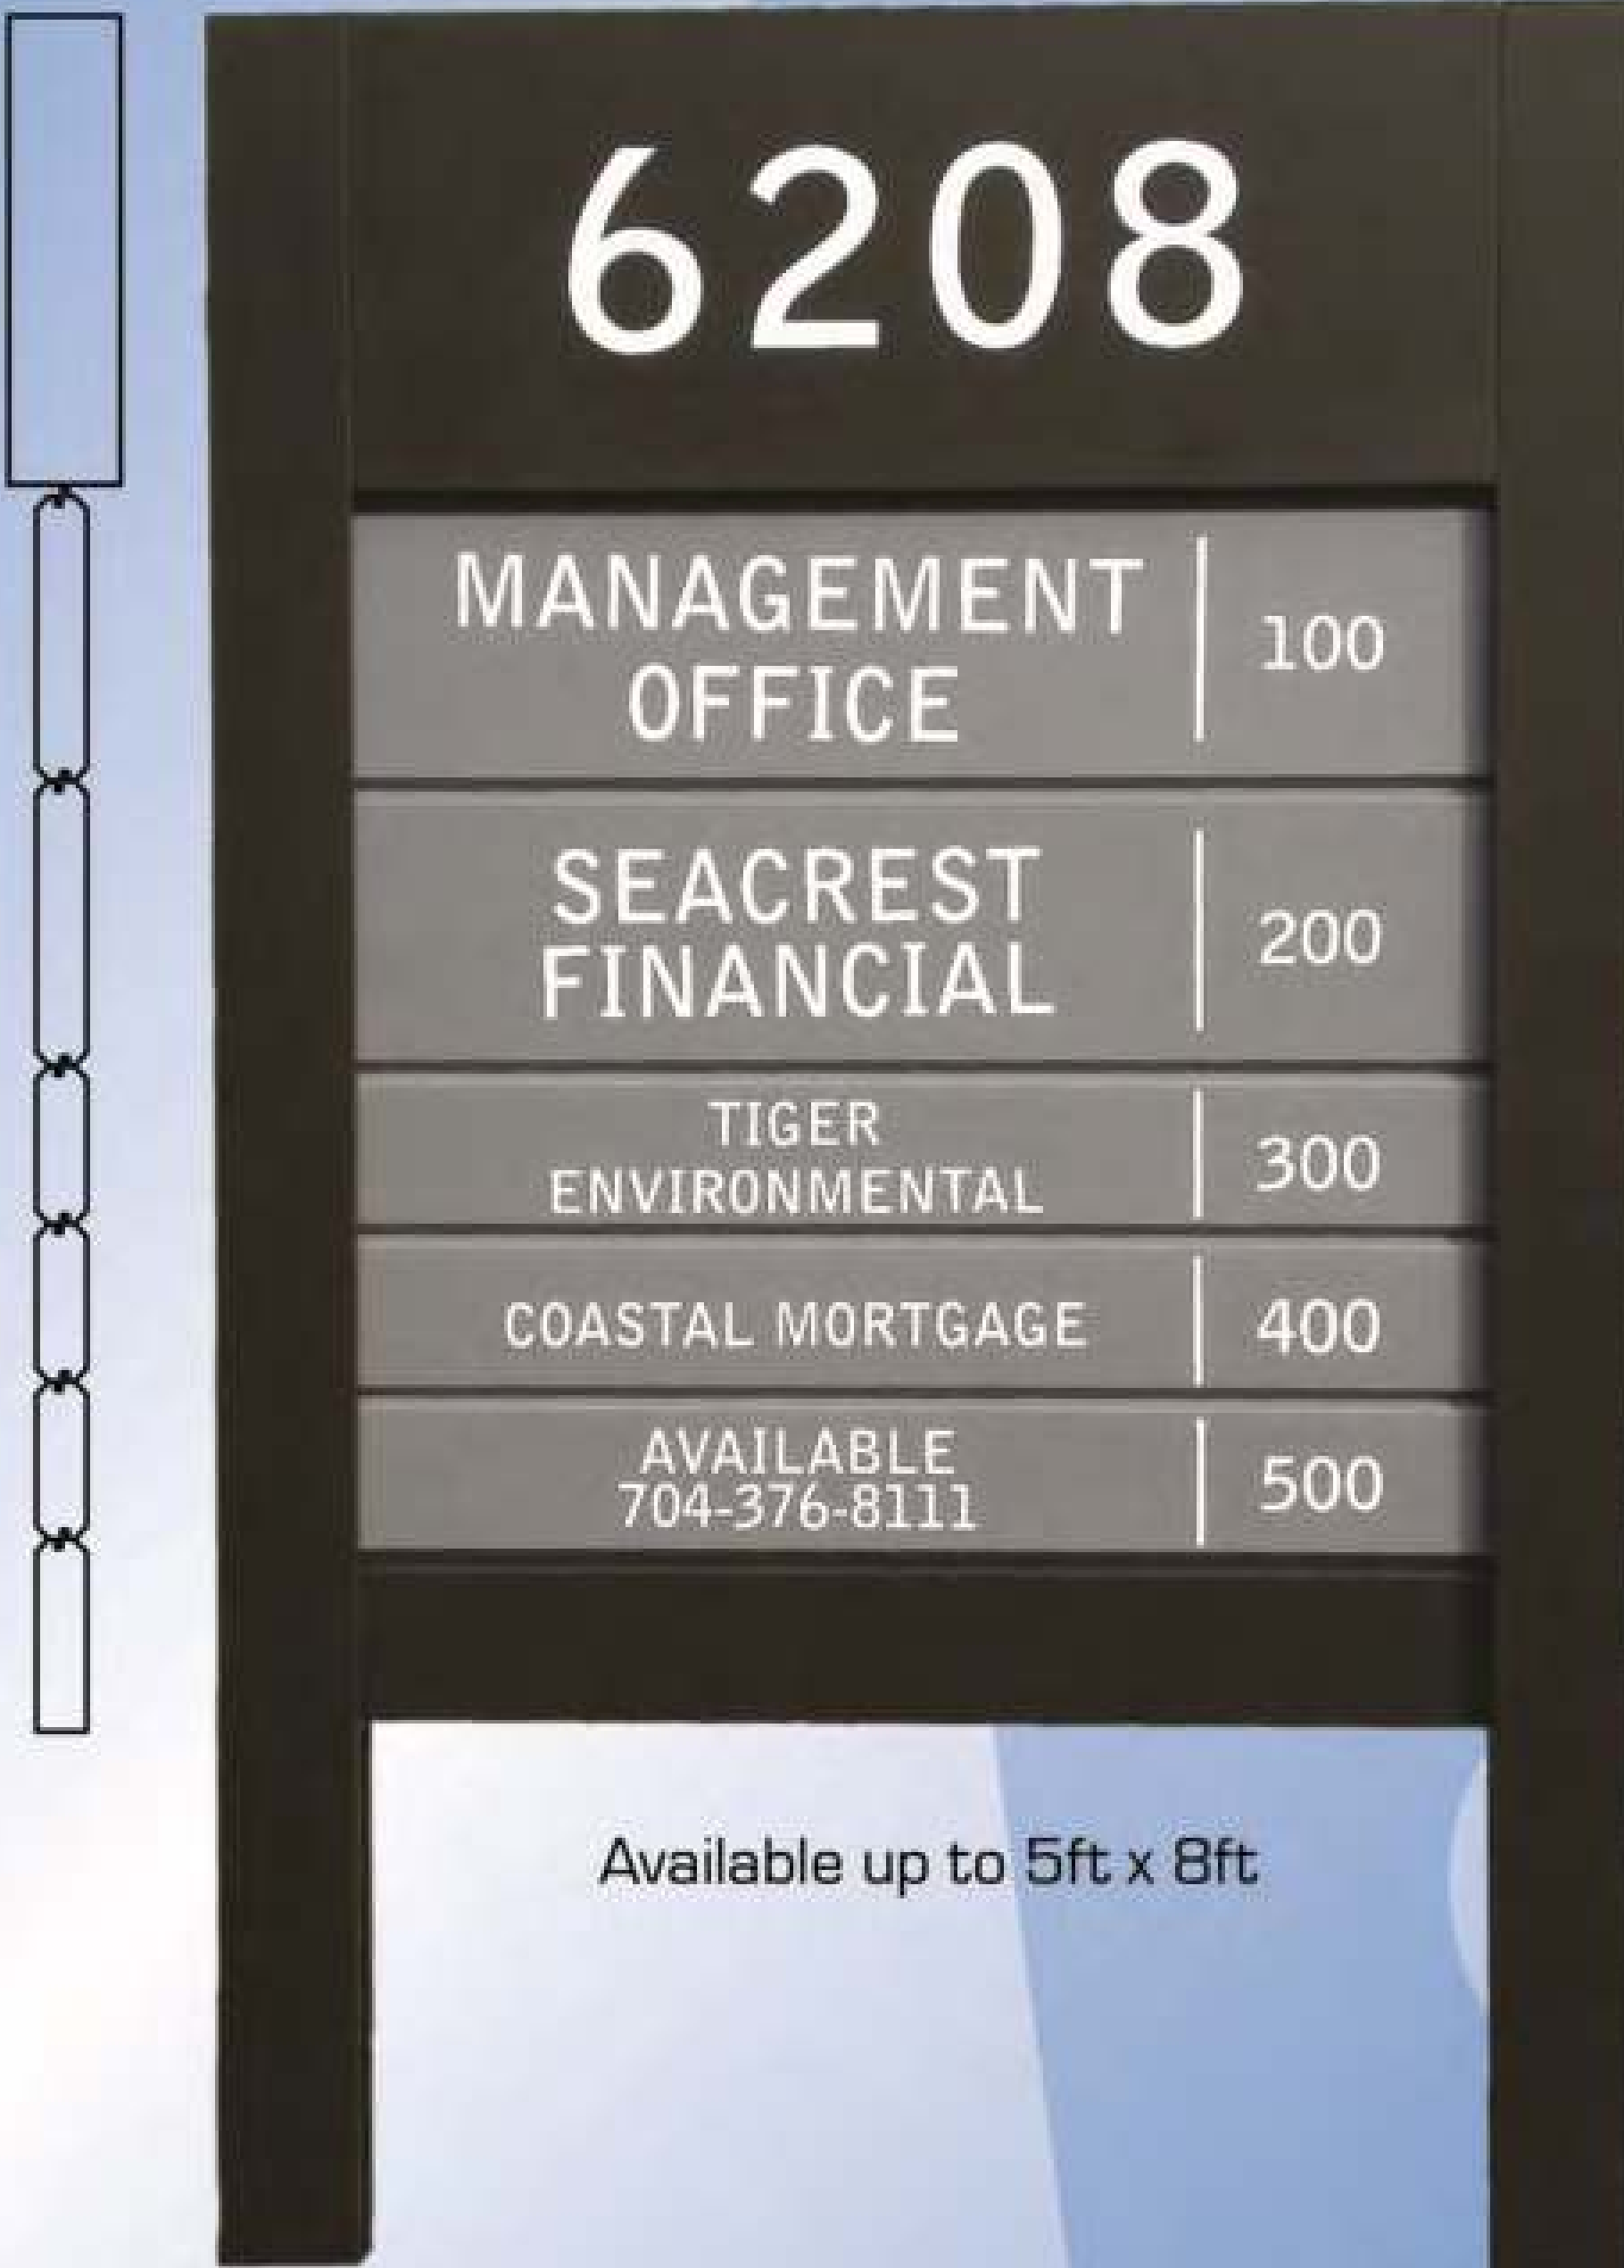 6208
MANAGEMENT
OFFICE
100
SEACREST
FINANCIAL
200
TIGER
ENVIRONMENTAL
300
COASTAL MORTGAGE
400
AVAILABLE
704-376-8111
500
Available up to 5ft x 8ft